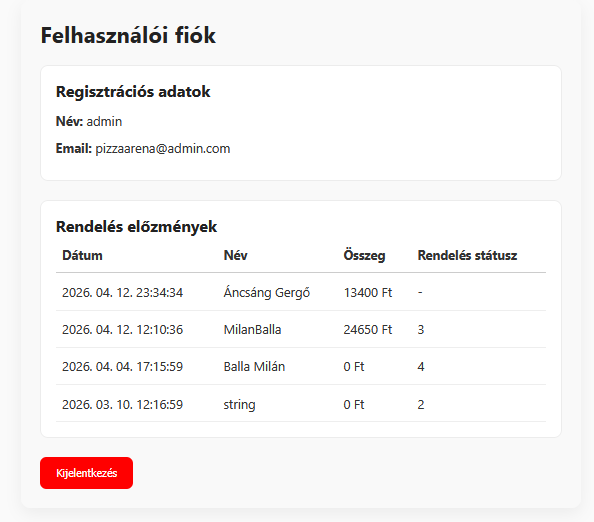 Felhasználói fiók
Regisztrációs adatok
Név: admin
Email: pizzaarena@admin.com
Rendelés előzmények
Dátum Név Összeg Rendelés státusz
2026. 04. 12. 23:34:34 Áncsáng Gergő 13400 Ft -
2026. 04. 12. 12:10:36 MilanBalla 24650 Ft 3
2026. 04. 04. 17:15:59 Balla Milán 0 Ft 4
2026. 03. 10. 12:16:59 string 0 Ft 2
Kijelentkezés